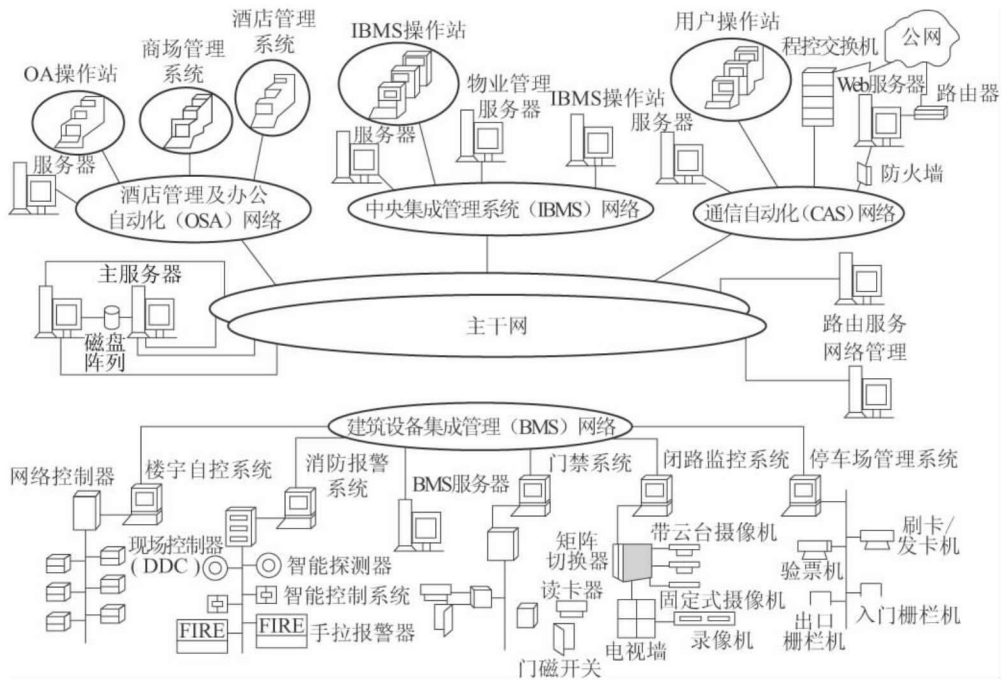 酒店管理
系统
IBMS操作站
用户操作站
程控交换机
公网
商场管理
系统
OA操作站
物业管理
服务器
IBMS操作站
服务器
Web服务器
路由器
服务器
服务器
防火墙
酒店管理及办公
自动化(OSA)网络
中央集成管理系统(IBMS)网络
通信自动化(CAS)网络
主服务器
磁盘
阵列
主干网
路由服务
网络管理
建筑设备集成管理(BMS)网络
网络控制器
楼宇自控系统
消防报警
系统
BMS服务器
门禁系统
闭路监控系统
停车场管理系统
现场控制器
(DDC)
智能探测器
智能控制系统
FIRE
FIRE
手拉报警器
矩阵
切换器
读卡器
门磁开关
带云台摄像机
固定式摄像机
电视墙
录像机
刷卡/
发卡机
验票机
出口
栅栏机
入门栅栏机